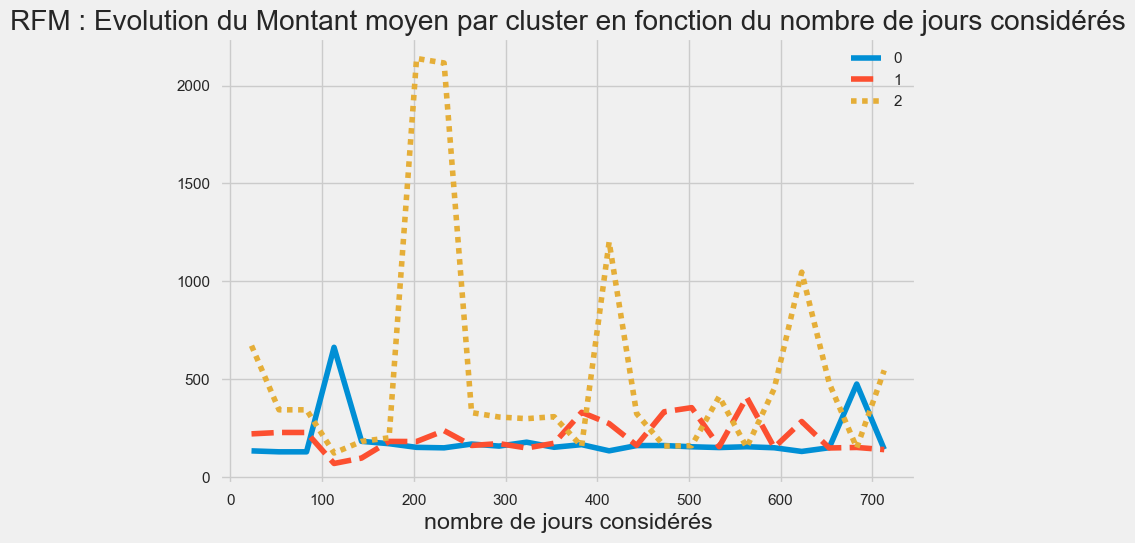 RFM : Evolution du Montant moyen par cluster en fonction du nombre de jours considérés
0
1
2
2000
1500
1000
500
0
0 100 200 300 400 500 600 700
nombre de jours considérés